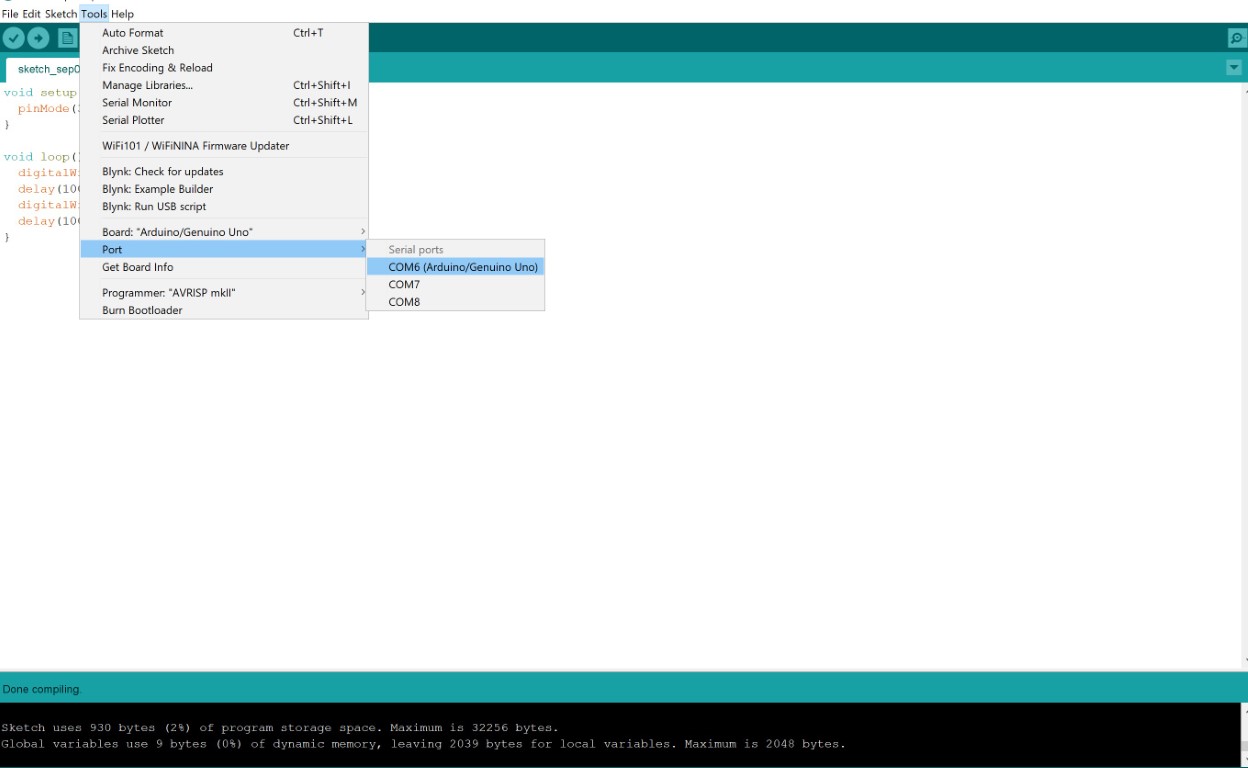 File Edit Sketch Tools Help
Auto Format Ctrl+T
Archive Sketch
Fix Encoding & Reload
Manage Libraries... Ctrl+Shift+I
Serial Monitor Ctrl+Shift+M
Serial Plotter Ctrl+Shift+L
WiFi101 / WiFiNINA Firmware Updater
Blynk: Check for updates
Blynk: Example Builder
Blynk: Run USB script
Board: "Arduino/Genuino Uno"
Port
Get Board Info
Programmer: "AVRISP mkII"
Burn Bootloader
Serial ports
COM6 (Arduino/Genuino Uno)
COM7
COM8
sketch_sep0
void setup
pinMode(
}
void loop(
digitalW
delay(10
digitalW
delay(10
}
Done compiling.
Sketch uses 930 bytes (2%) of program storage space. Maximum is 32256 bytes.
Global variables use 9 bytes (0%) of dynamic memory, leaving 2039 bytes for local variables. Maximum is 2048 bytes.